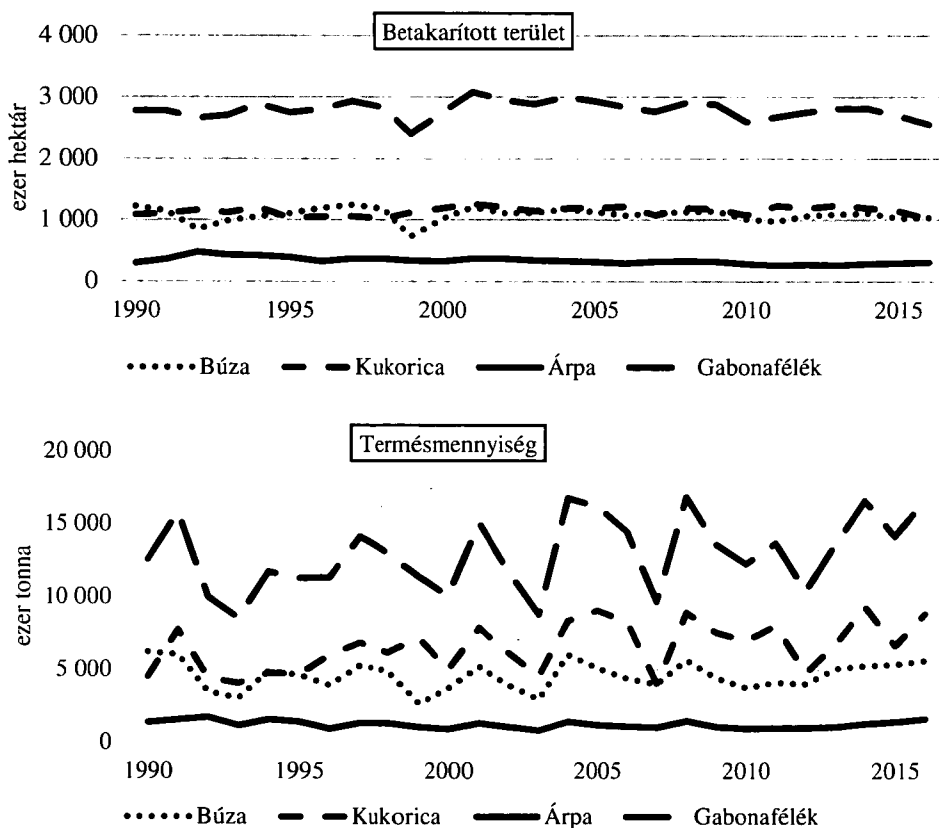 Betakarított terület
ezer hektár
4 000
3 000
2 000
1 000
0
1990 1995 2000 2005 2010 2015
Búza Kukorica Árpa Gabonafélék
Termésmennyiség
ezer tonna
20 000
15 000
10 000
5 000
0
1990 1995 2000 2005 2010 2015
Búza Kukorica Árpa Gabonafélék